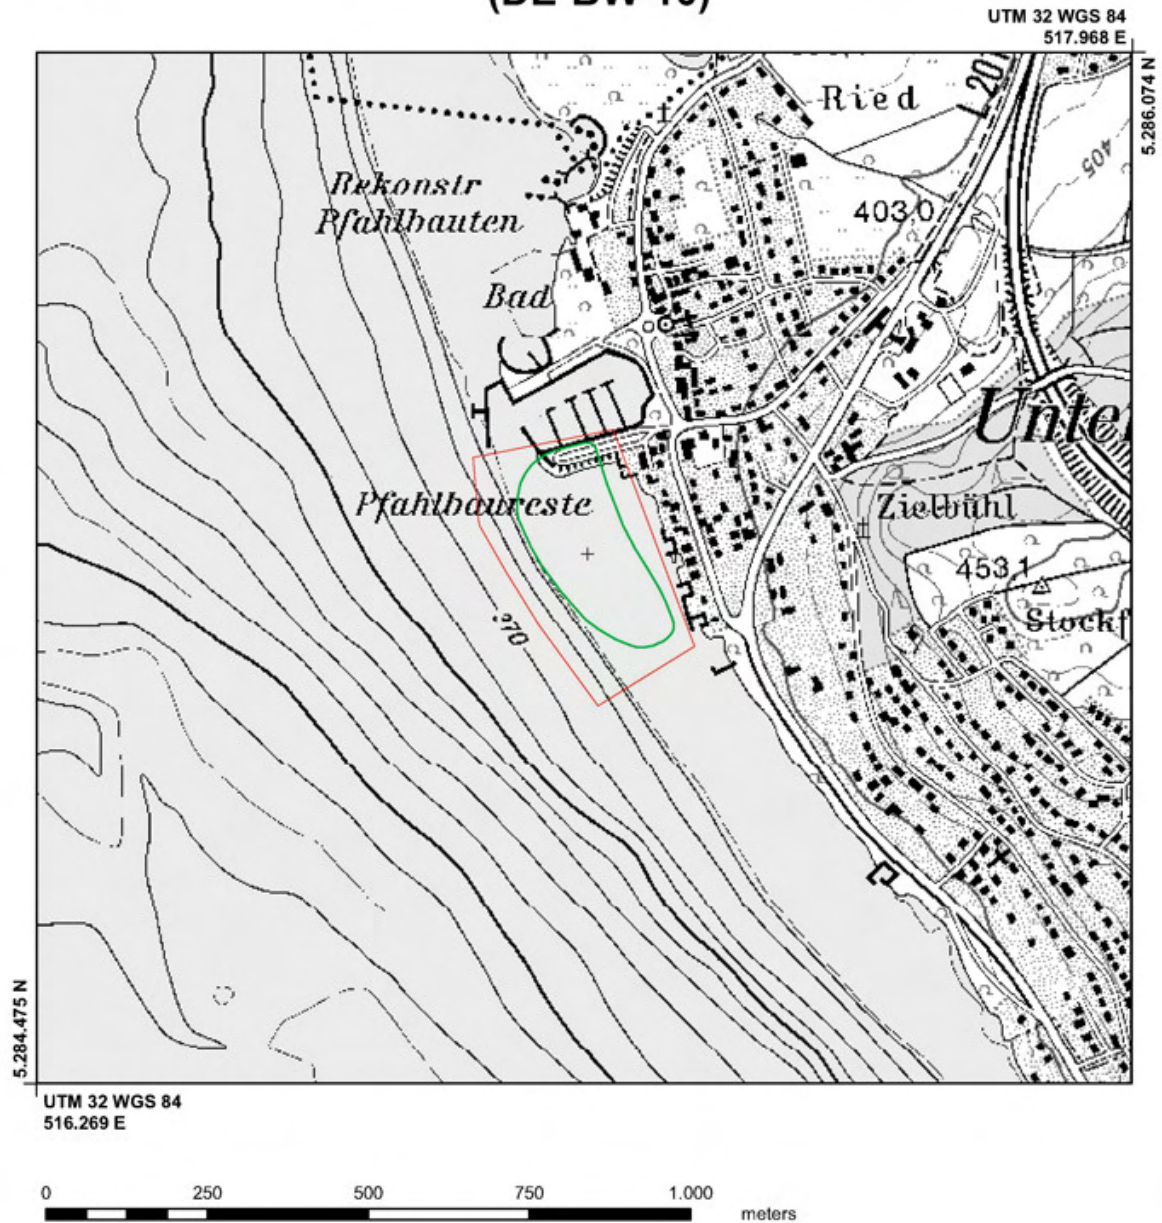 UTM 32 WGS 84
517.968 E
5.286.074 N
Ried
L 201
405
Rekonstr
Pfahlbauten
403.0
Bad
Unte
Pfahlbaureste
Zielbühl
453.1
Stockf
5.284.475 N
UTM 32 WGS 84
516.269 E
0 250 500 750 1.000
meters